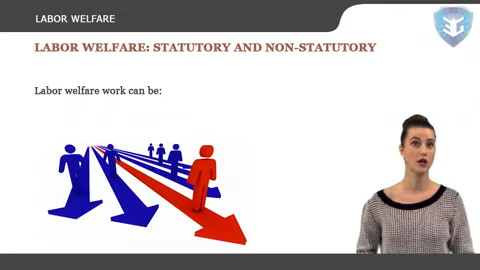 LABOR WELFARE
LABOR WELFARE: STATUTORY AND NON-STATUTORY
Labor welfare work can be: